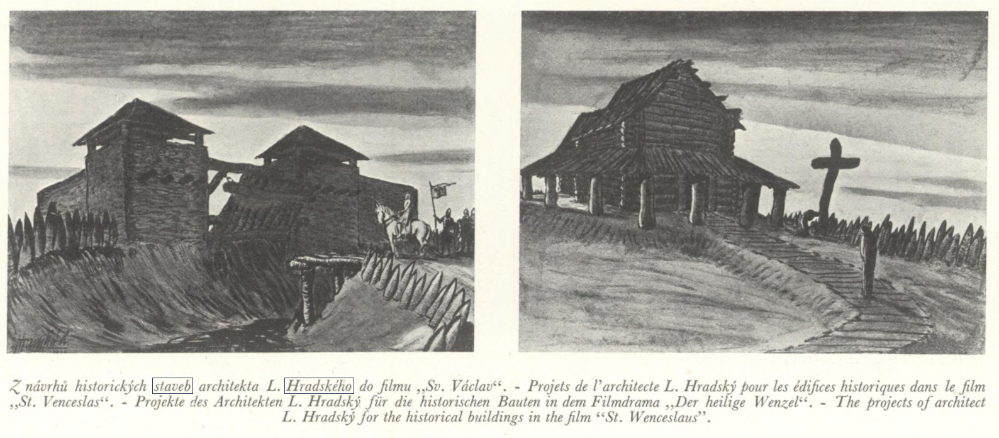 Z návrhů historických staveb architekta L. Hradského do filmu „Sv. Václav“. - Projets de l'architecte L. Hradský pour les édifices historiques dans le film
„St. Venceslas“. - Projekte des Architekten L. Hradský für die historischen Bauten in dem Filmdrama „Der heilige Wenzel“. - The projects of architect
L. Hradský for the historical buildings in the film “St. Wenceslaus”.